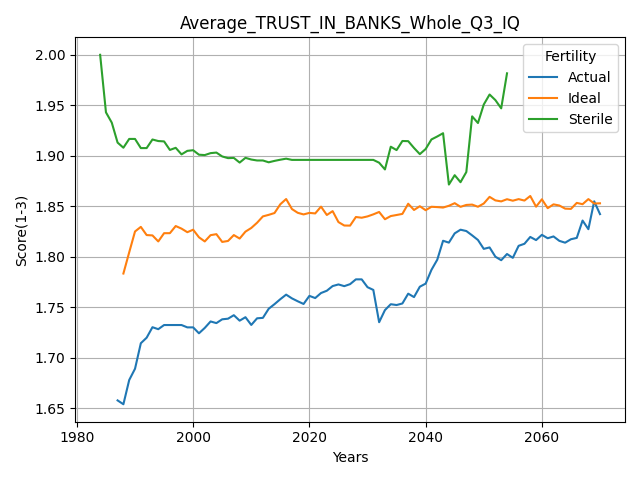 Average_TRUST_IN_BANKS_Whole_Q3_IQ
Fertility
Actual
Ideal
Sterile
Score(1-3)
2.00
1.95
1.90
1.85
1.80
1.75
1.70
1.65
1980 2000 2020 2040 2060
Years